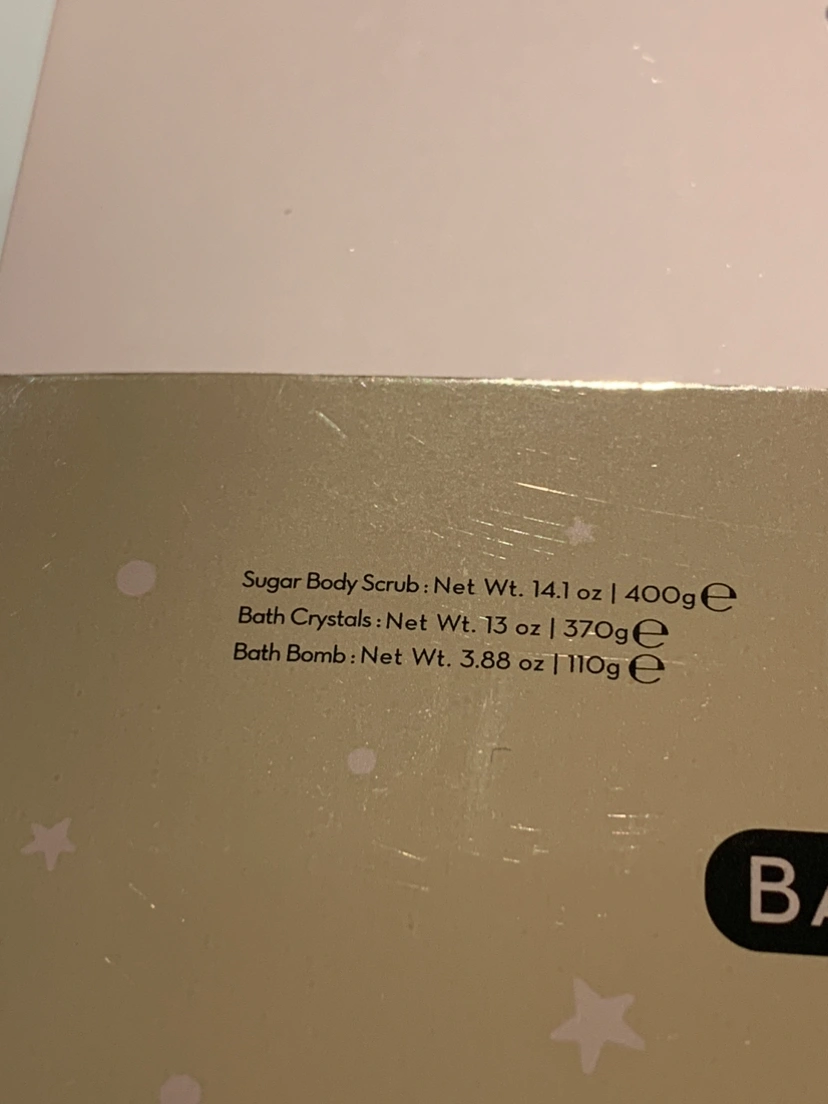 Sugar Body Scrub : Net Wt. 14.1 oz | 400g ℮
Bath Crystals : Net Wt. 13 oz | 370g ℮
Bath Bomb : Net Wt. 3.88 oz | 110g ℮